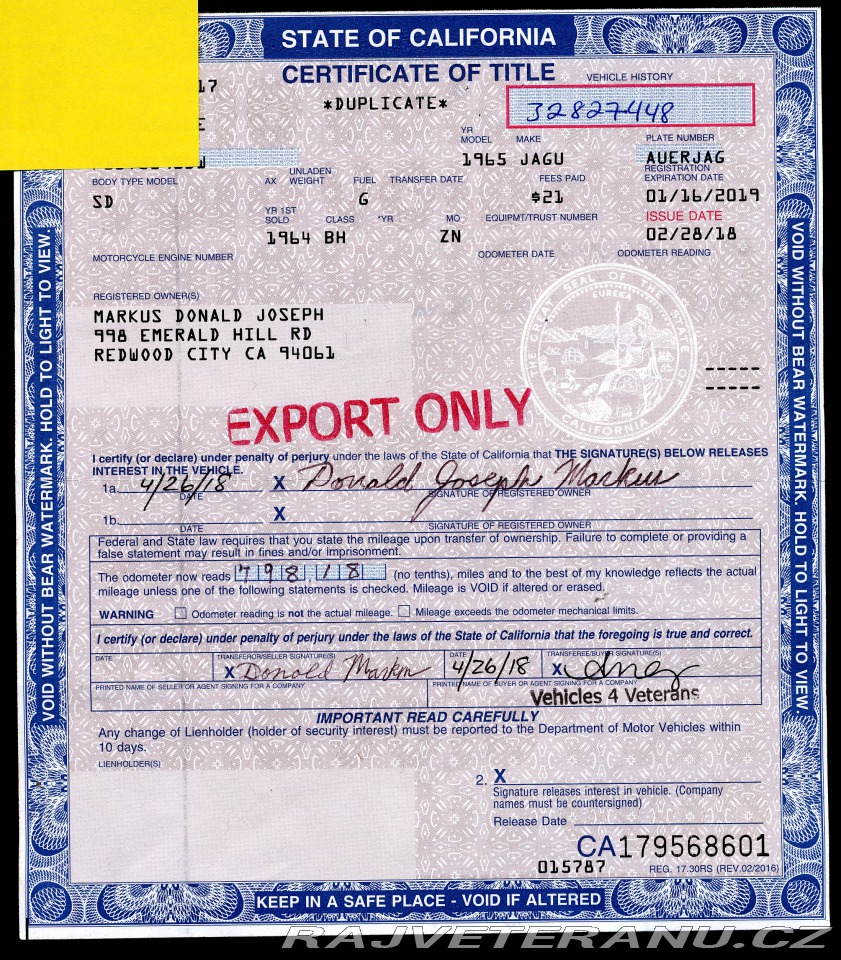 STATE OF CALIFORNIA
CERTIFICATE OF TITLE
VEHICLE HISTORY
17
*DUPLICATE*
32827448
E
YR MODEL MAKE PLATE NUMBER
1965 JAGU AUERJAG
BODY TYPE MODEL AX UNLADEN WEIGHT FUEL TRANSFER DATE FEES PAID REGISTRATION EXPIRATION DATE
SD G $21 01/16/2019
YR 1ST SOLD CLASS *YR MO EQUIPMT/TRUST NUMBER ISSUE DATE
1964 BH ZN 02/28/18
MOTORCYCLE ENGINE NUMBER ODOMETER DATE ODOMETER READING
REGISTERED OWNER(S)
MARKUS DONALD JOSEPH
998 EMERALD HILL RD
REDWOOD CITY CA 94061
THE GREAT SEAL OF THE STATE OF CALIFORNIA
EUREKA
-----
-----
EXPORT ONLY
I certify (or declare) under penalty of perjury under the laws of the State of California that THE SIGNATURE(S) BELOW RELEASES
INTEREST IN THE VEHICLE.
1a. 4/26/18 X Donald Joseph Markus
DATE SIGNATURE OF REGISTERED OWNER
1b. X
DATE SIGNATURE OF REGISTERED OWNER
Federal and State law requires that you state the mileage upon transfer of ownership. Failure to complete or providing a
false statement may result in fines and/or imprisonment.
The odometer now reads 798,18 (no tenths), miles and to the best of my knowledge reflects the actual
mileage unless one of the following statements is checked. Mileage is VOID if altered or erased.
WARNING Odometer reading is not the actual mileage. Mileage exceeds the odometer mechanical limits.
I certify (or declare) under penalty of perjury under the laws of the State of California that the foregoing is true and correct.
DATE TRANSFEROR/SELLER SIGNATURE(S) DATE TRANSFEREE/BUYER SIGNATURE(S)
X Donald Markus 4/26/18 X
PRINTED NAME OF SELLER OR AGENT SIGNING FOR A COMPANY PRINTED NAME OF BUYER OR AGENT SIGNING FOR A COMPANY
Vehicles 4 Veterans
IMPORTANT READ CAREFULLY
Any change of Lienholder (holder of security interest) must be reported to the Department of Motor Vehicles within
10 days.
LIENHOLDER(S)
2. X
Signature releases interest in vehicle. (Company
names must be countersigned)
Release Date
CA179568601
015787 REG. 17.30RS (REV.02/2016)
KEEP IN A SAFE PLACE - VOID IF ALTERED
VOID WITHOUT BEAR WATERMARK. HOLD TO LIGHT TO VIEW.
VOID WITHOUT BEAR WATERMARK. HOLD TO LIGHT TO VIEW
RAJVETERANU.CZ